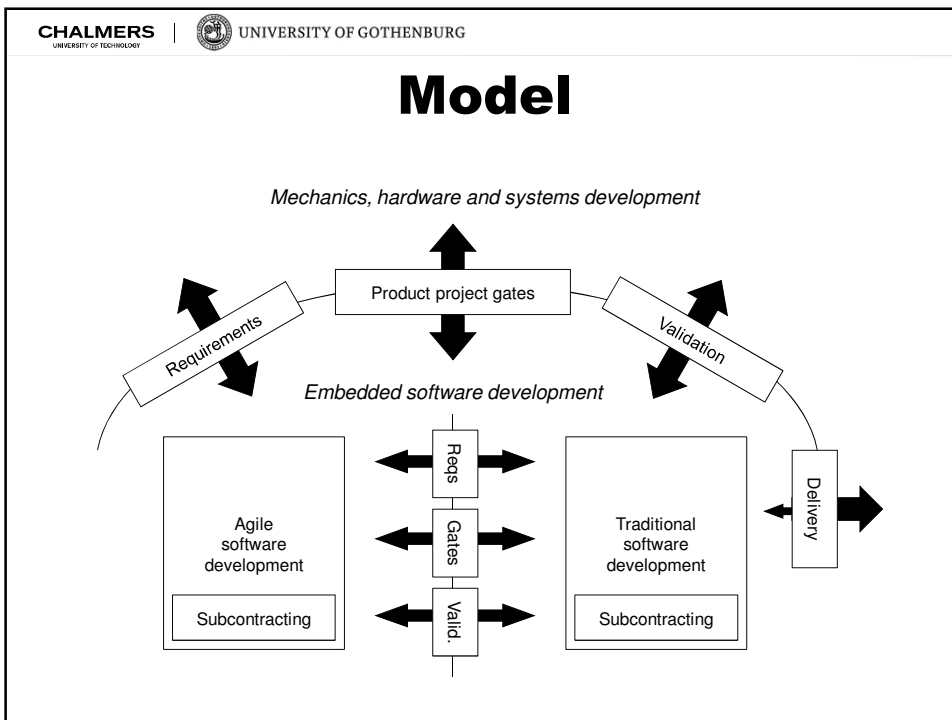 CHALMERS
UNIVERSITY OF TECHNOLOGY
UNIVERSITY OF GOTHENBURG
Model
Mechanics, hardware and systems development
Product project gates
Requirements
Validation
Embedded software development
Reqs
Gates
Valid.
Agile
software
development
Subcontracting
Traditional
software
development
Subcontracting
Delivery